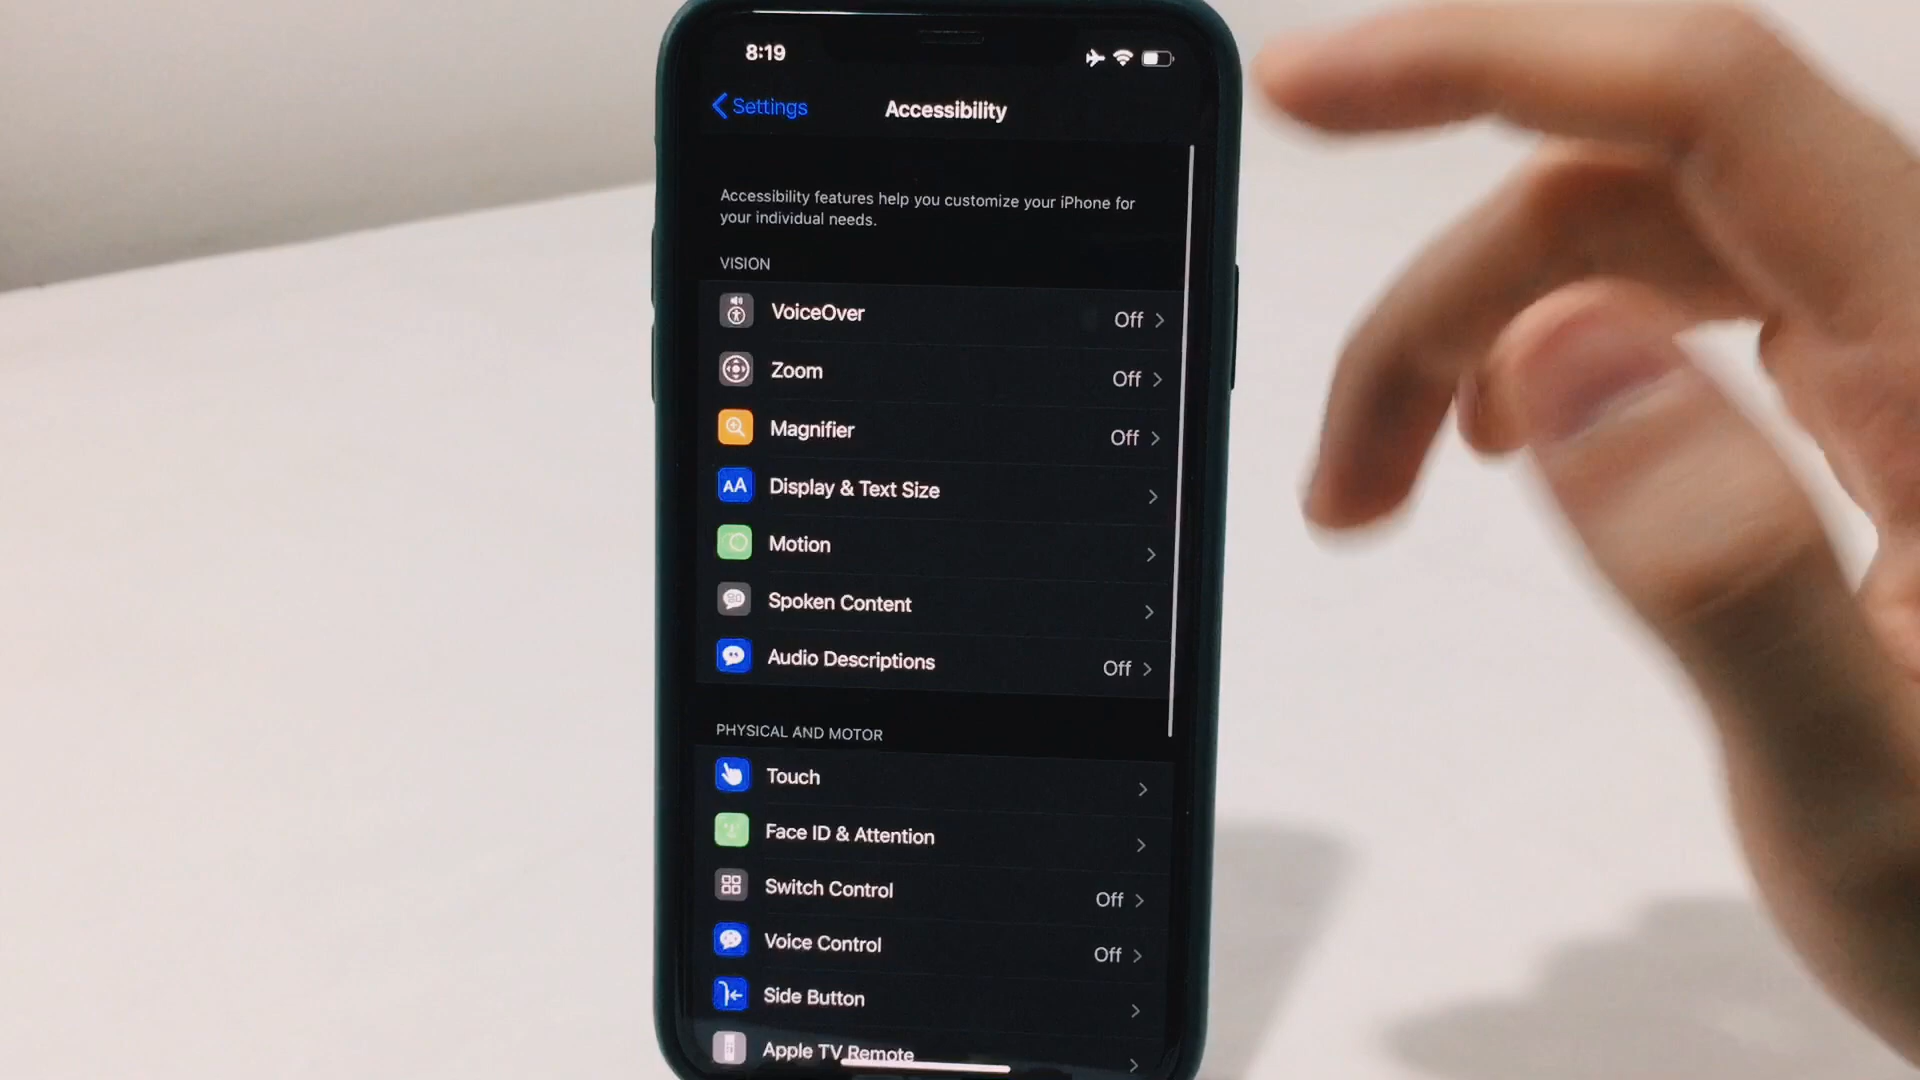 8:19
Settings
Accessibility
Accessibility features help you customize your iPhone for
your individual needs.
VISION
VoiceOver Off
Zoom Off
Magnifier Off
AA Display & Text Size
Motion
Spoken Content
Audio Descriptions Off
PHYSICAL AND MOTOR
Touch
Face ID & Attention
Switch Control Off
Voice Control Off
Side Button
Apple TV Remote